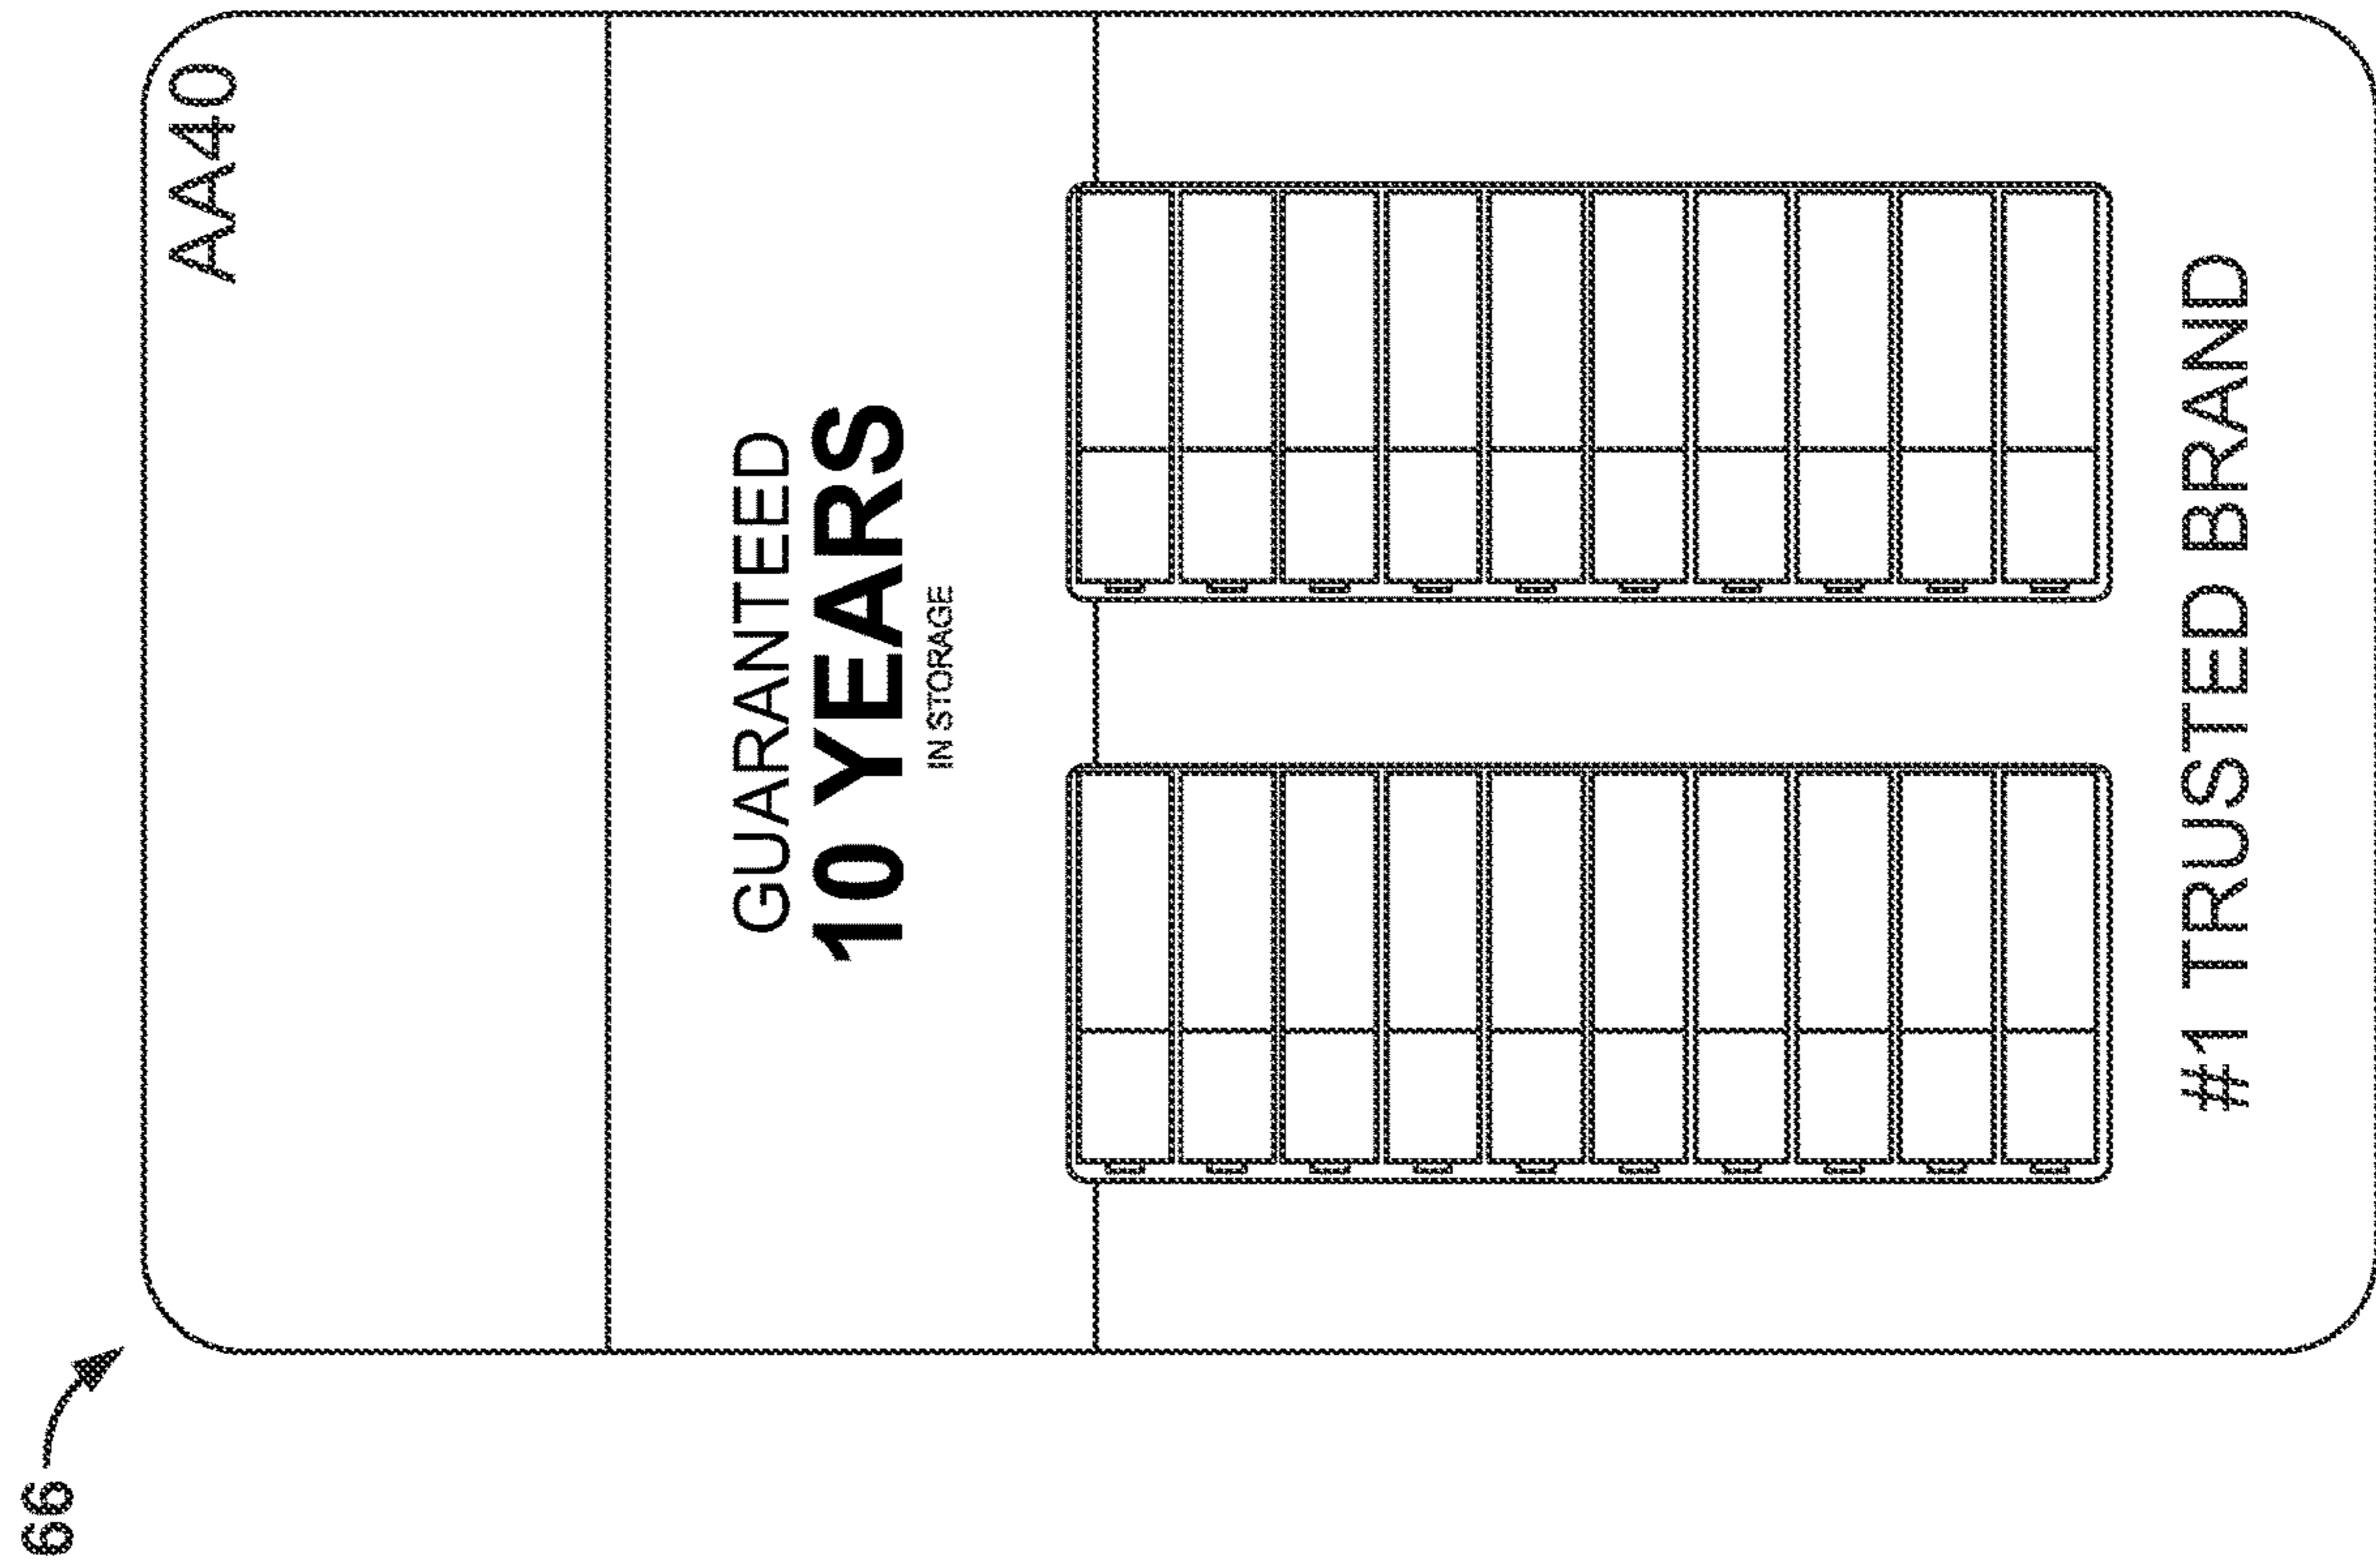 66
AA40
GUARANTEED
10 YEARS
IN STORAGE
#1 TRUSTED BRAND